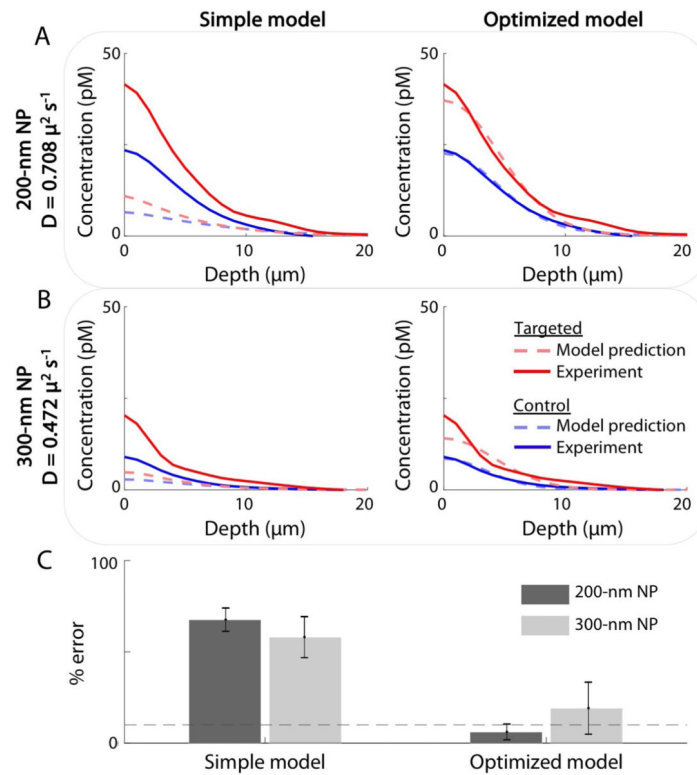 Simple model
Optimized model
A
200-nm NP
D = 0.708 µ² s⁻¹
Concentration (pM)
50
0
0
10
20
Depth (µm)
Concentration (pM)
50
0
0
10
20
Depth (µm)
B
300-nm NP
D = 0.472 µ² s⁻¹
Concentration (pM)
50
0
0
10
20
Depth (µm)
Concentration (pM)
50
0
0
10
20
Depth (µm)
Targeted
Model prediction
Experiment
Control
Model prediction
Experiment
C
% error
100
0
200-nm NP
300-nm NP
Simple model
Optimized model